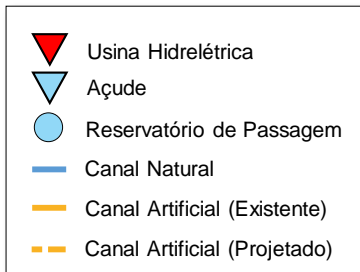 Usina Hidrelétrica
Açude
Reservatório de Passagem
Canal Natural
Canal Artificial (Existente)
Canal Artificial (Projetado)